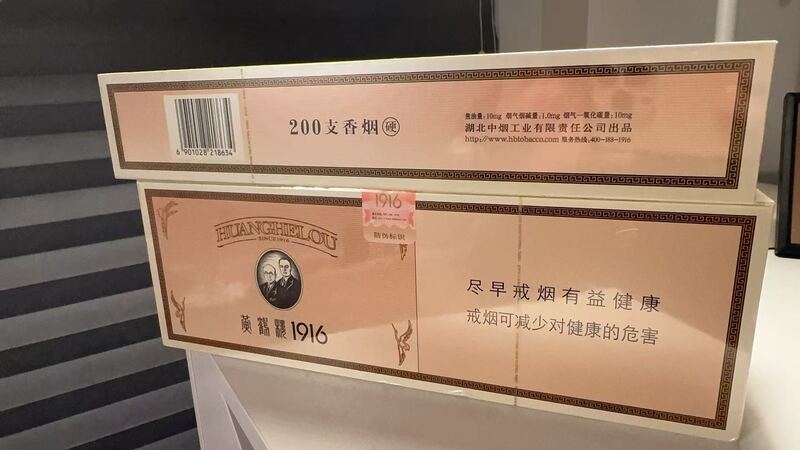 6 901028 218634
200支香烟 硬
焦油量:10mg 烟气烟碱量:1.0mg 烟气一氧化碳量:10mg
湖北中烟工业有限责任公司出品
http://www.hbtobacco.com 服务热线:400-188-1916
1916
防伪标识
HUANGHELOU
SINCE 1916
黄鹤楼1916
尽早戒烟有益健康
戒烟可减少对健康的危害